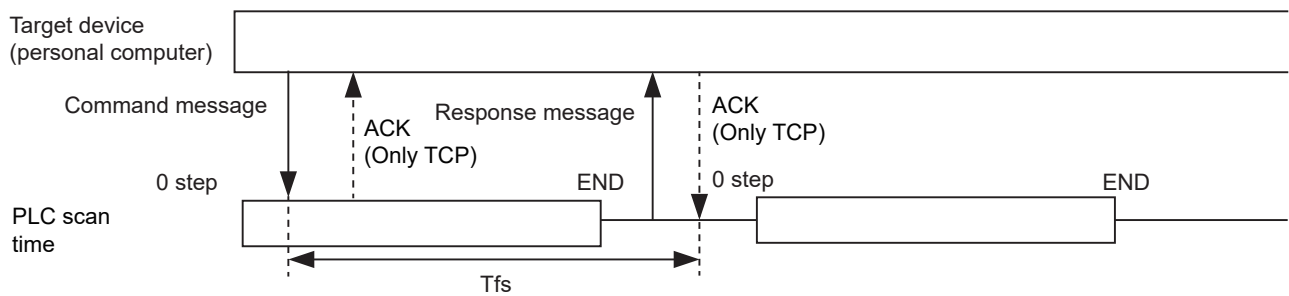 Target device
(personal computer)
Command message
ACK
(Only TCP)
Response message
ACK
(Only TCP)
0 step
END
0 step
END
PLC scan
time
Tfs